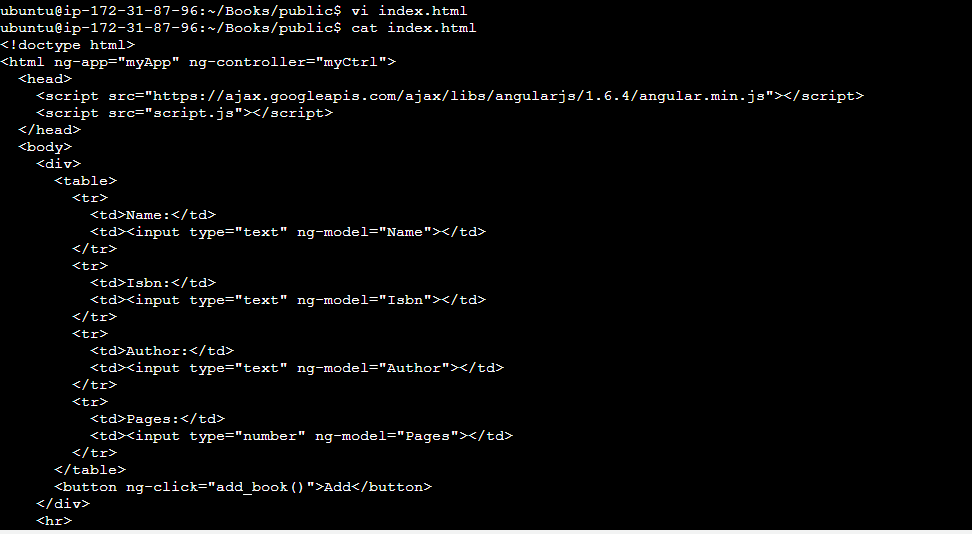 ubuntu@ip-172-31-87-96:~/Books/public$ vi index.html
ubuntu@ip-172-31-87-96:~/Books/public$ cat index.html
<!doctype html>
<html ng-app="myApp" ng-controller="myCtrl">
  <head>
    <script src="https://ajax.googleapis.com/ajax/libs/angularjs/1.6.4/angular.min.js"></script>
    <script src="script.js"></script>
  </head>
  <body>
    <div>
      <table>
        <tr>
          <td>Name:</td>
          <td><input type="text" ng-model="Name"></td>
        </tr>
        <tr>
          <td>Isbn:</td>
          <td><input type="text" ng-model="Isbn"></td>
        </tr>
        <tr>
          <td>Author:</td>
          <td><input type="text" ng-model="Author"></td>
        </tr>
        <tr>
          <td>Pages:</td>
          <td><input type="number" ng-model="Pages"></td>
        </tr>
      </table>
      <button ng-click="add_book()">Add</button>
    </div>
    <hr>